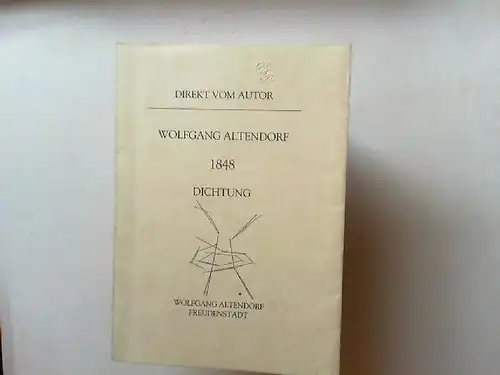 DIREKT VOM AUTOR
WOLFGANG ALTENDORF
1848
DICHTUNG
WOLFGANG ALTENDORF
FREUDENSTADT